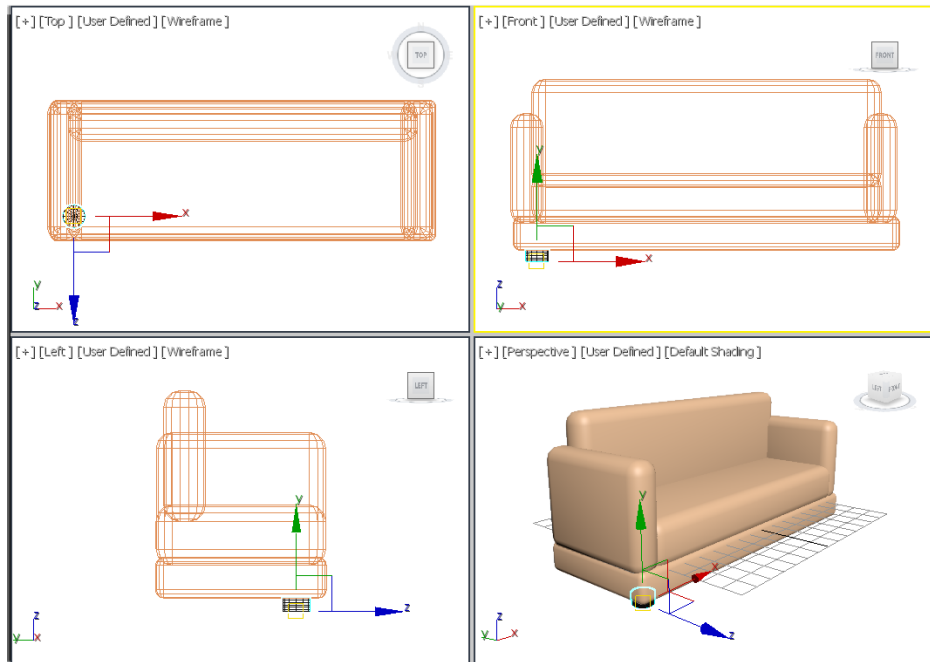 [+] [Top] [User Defined] [Wireframe]
TOP
x
z
y
z
x
[+] [Front] [User Defined] [Wireframe]
FRONT
y
x
z
y
x
[+] [Left] [User Defined] [Wireframe]
LEFT
y
z
z
y
x
[+] [Perspective] [User Defined] [Default Shading]
LEFT
y
x
z
z
y
x